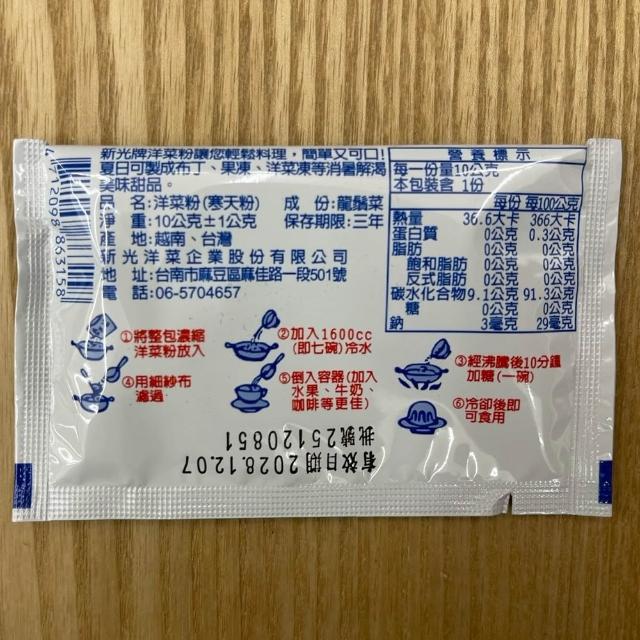 新光牌洋菜粉讓您輕鬆料理,簡單又可口!
夏日可製成布丁、果凍、洋菜凍等消暑解渴
美味甜品。
品 名:洋菜粉(寒天粉) 成 份:龍鬚菜
淨 重:10公克±1公克 保存期限:三年
產 地:越南、台灣
新光洋菜企業股份有限公司
地 址:台南市麻豆區麻佳路一段501號
電 話:06-5704657
營養標示
每一份量10公克
本包裝含 1份
每份 每100公克
熱量 36.6大卡 366大卡
蛋白質 0公克 0.3公克
脂肪 0公克 0公克
飽和脂肪 0公克 0公克
反式脂肪 0公克 0公克
碳水化合物 9.1公克 91.3公克
糖 0公克 0公克
鈉 3毫克 29毫克
①將整包濃縮
洋菜粉放入
②加入1600cc
(即七碗)冷水
③經沸騰後10分鐘
加糖(一碗)
④用細紗布
濾過
⑤倒入容器(加入
水果、牛奶、
咖啡等更佳)
⑥冷卻後即
可食用
有效日期2028.12.07
批號25120851